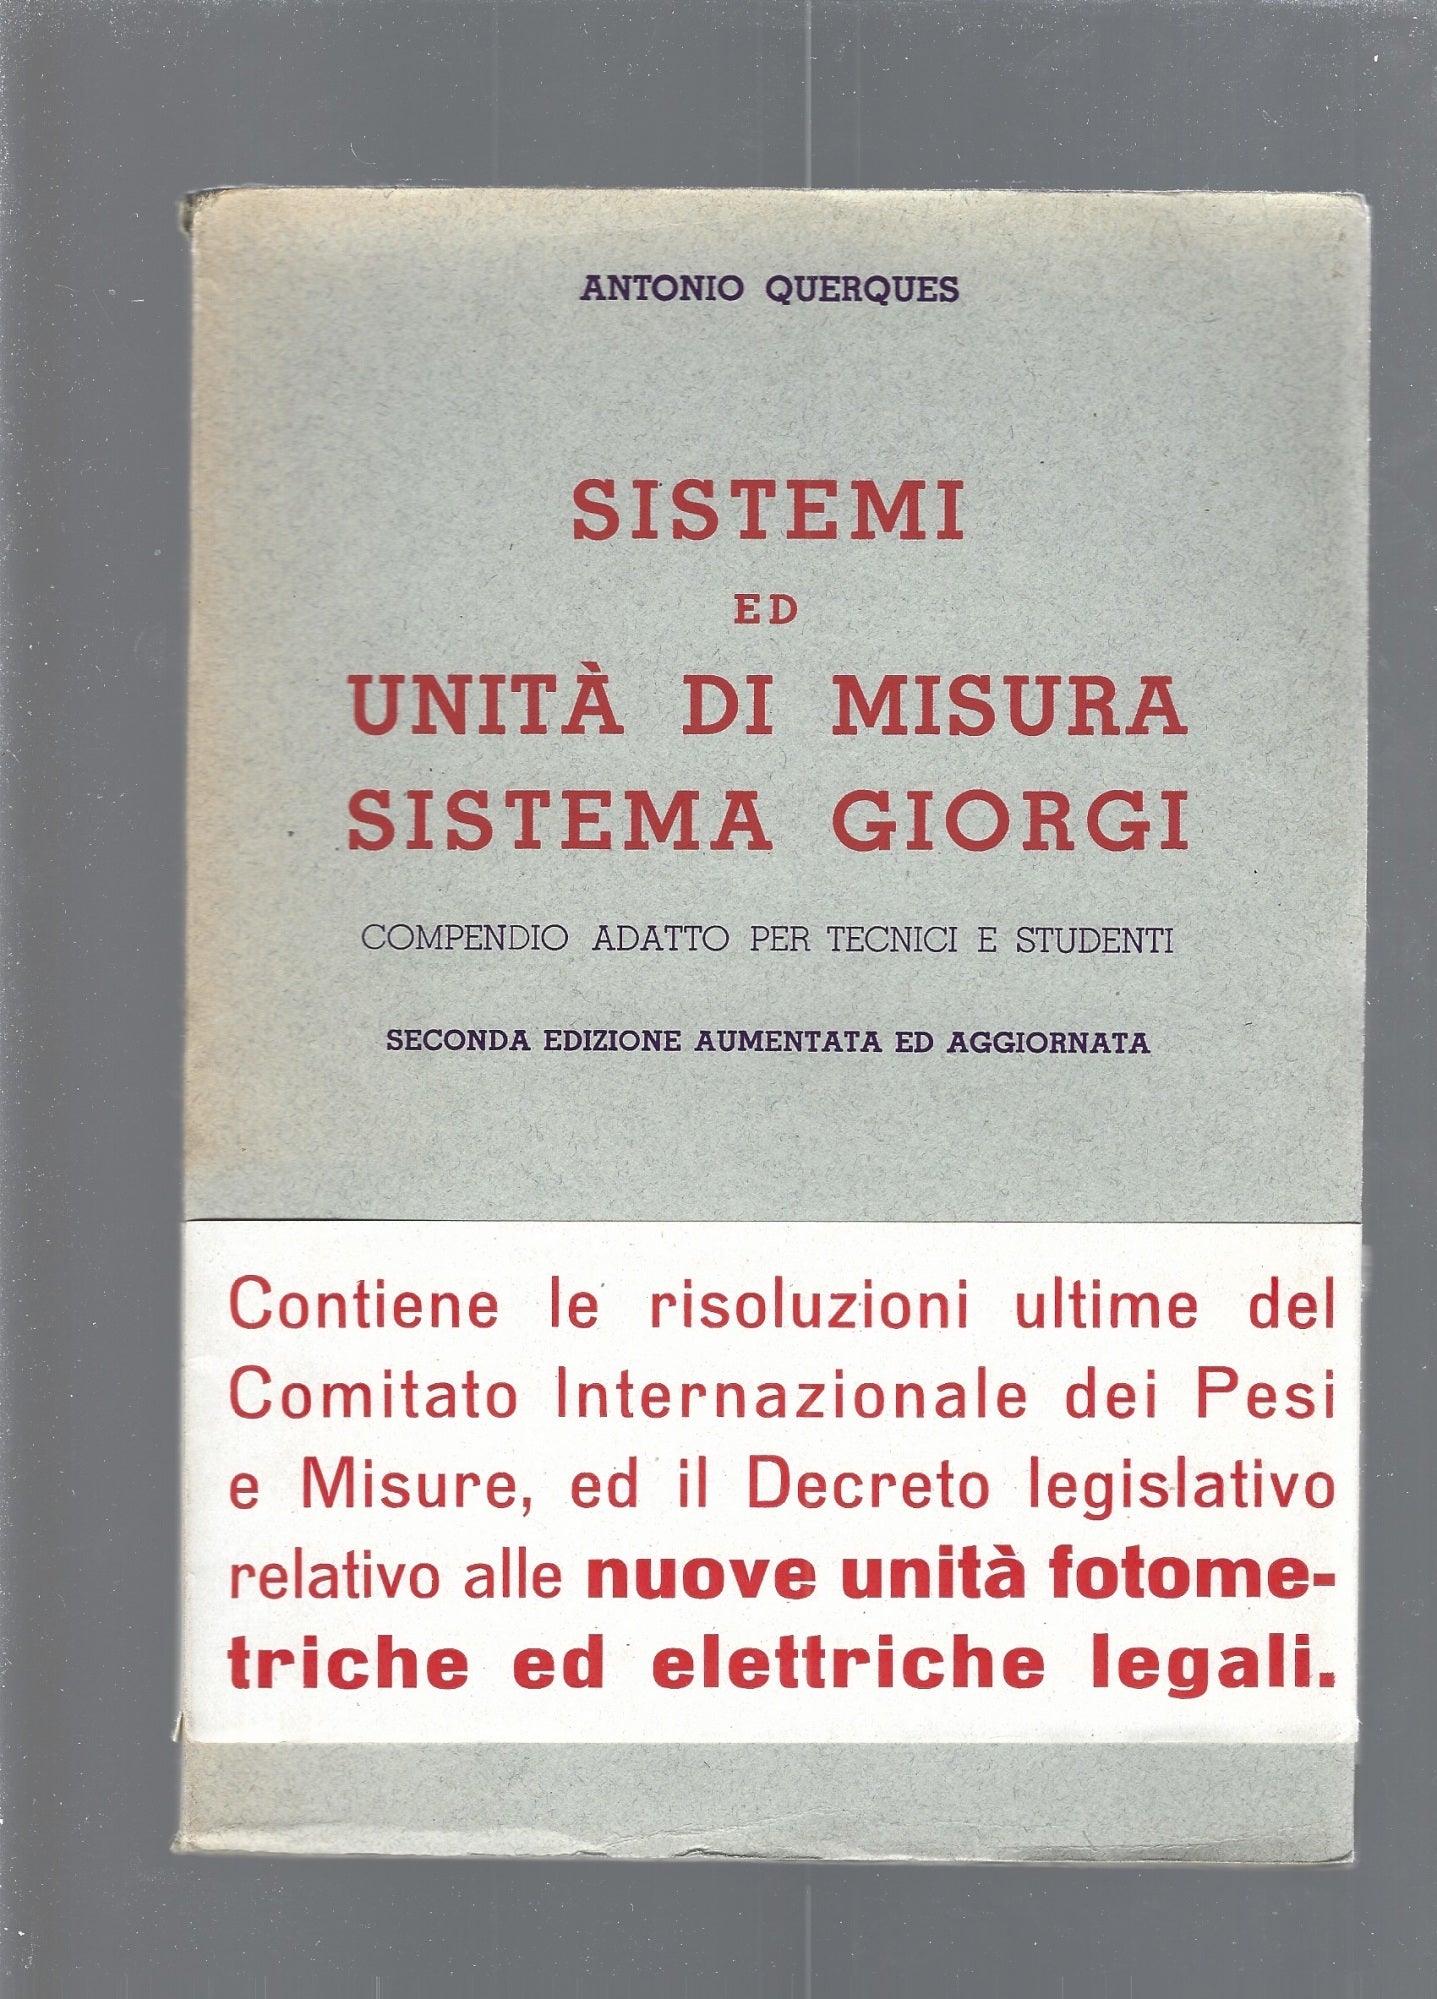 ANTONIO QUERQUES
SISTEMI
ED
UNITÀ DI MISURA
SISTEMA GIORGI
COMPENDIO ADATTO PER TECNICI E STUDENTI
SECONDA EDIZIONE AUMENTATA ED AGGIORNATA
Contiene le risoluzioni ultime del
Comitato Internazionale dei Pesi
e Misure, ed il Decreto legislativo
relativo alle nuove unità fotome-
triche ed elettriche legali.